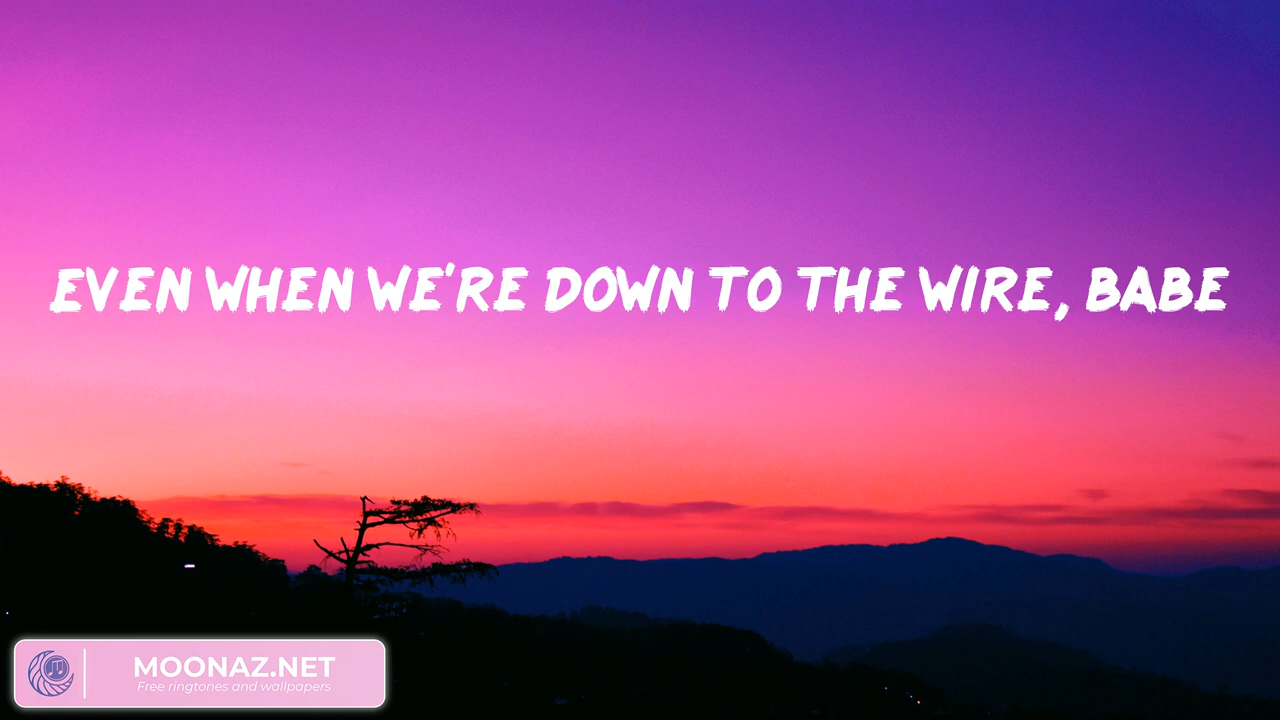 EVEN WHEN WE'RE DOWN TO THE WIRE, BABE
MOONAZ.NET
Free ringtones and wallpapers